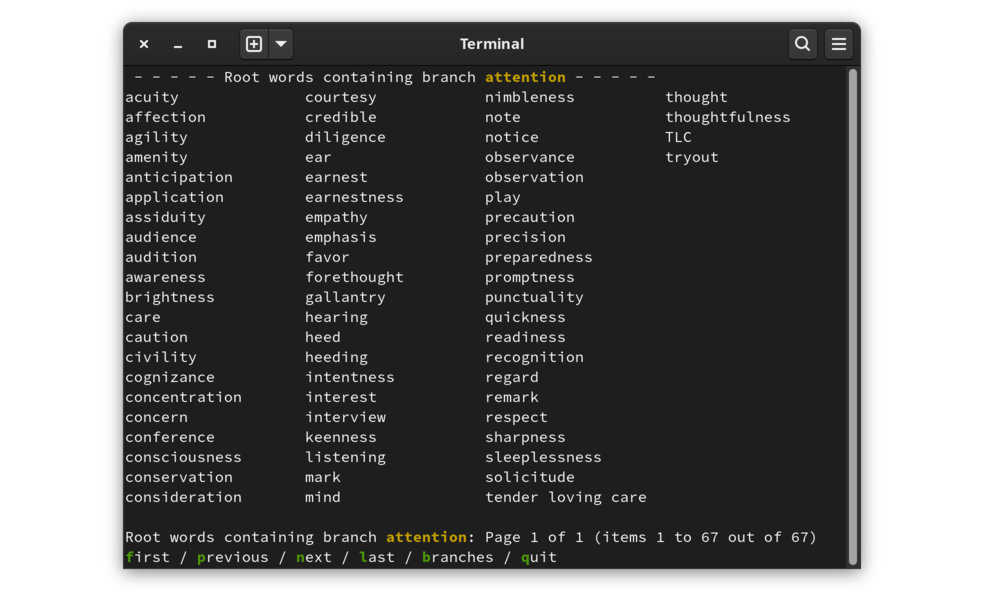 Terminal
- - - - - Root words containing branch attention - - - - -
acuity courtesy nimbleness thought
affection credible note thoughtfulness
agility diligence notice TLC
amenity ear observance tryout
anticipation earnest observation
application earnestness play
assiduity empathy precaution
audience emphasis precision
audition favor preparedness
awareness forethought promptness
brightness gallantry punctuality
care hearing quickness
caution heed readiness
civility heeding recognition
cognizance intentness regard
concentration interest remark
concern interview respect
conference keenness sharpness
consciousness listening sleeplessness
conservation mark solicitude
consideration mind tender loving care
Root words containing branch attention: Page 1 of 1 (items 1 to 67 out of 67)
first / previous / next / last / branches / quit